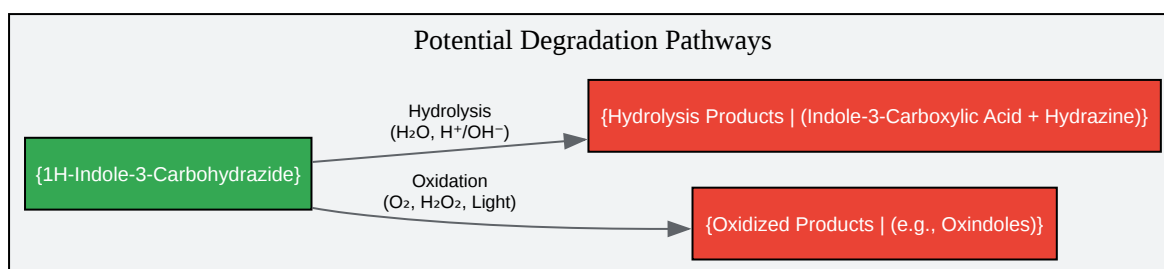 Potential Degradation Pathways
{1H-Indole-3-Carbohydrazide}
Hydrolysis
(H₂O, H⁺/OH⁻)
{Hydrolysis Products | (Indole-3-Carboxylic Acid + Hydrazine)}
Oxidation
(O₂, H₂O₂, Light)
{Oxidized Products | (e.g., Oxindoles)}